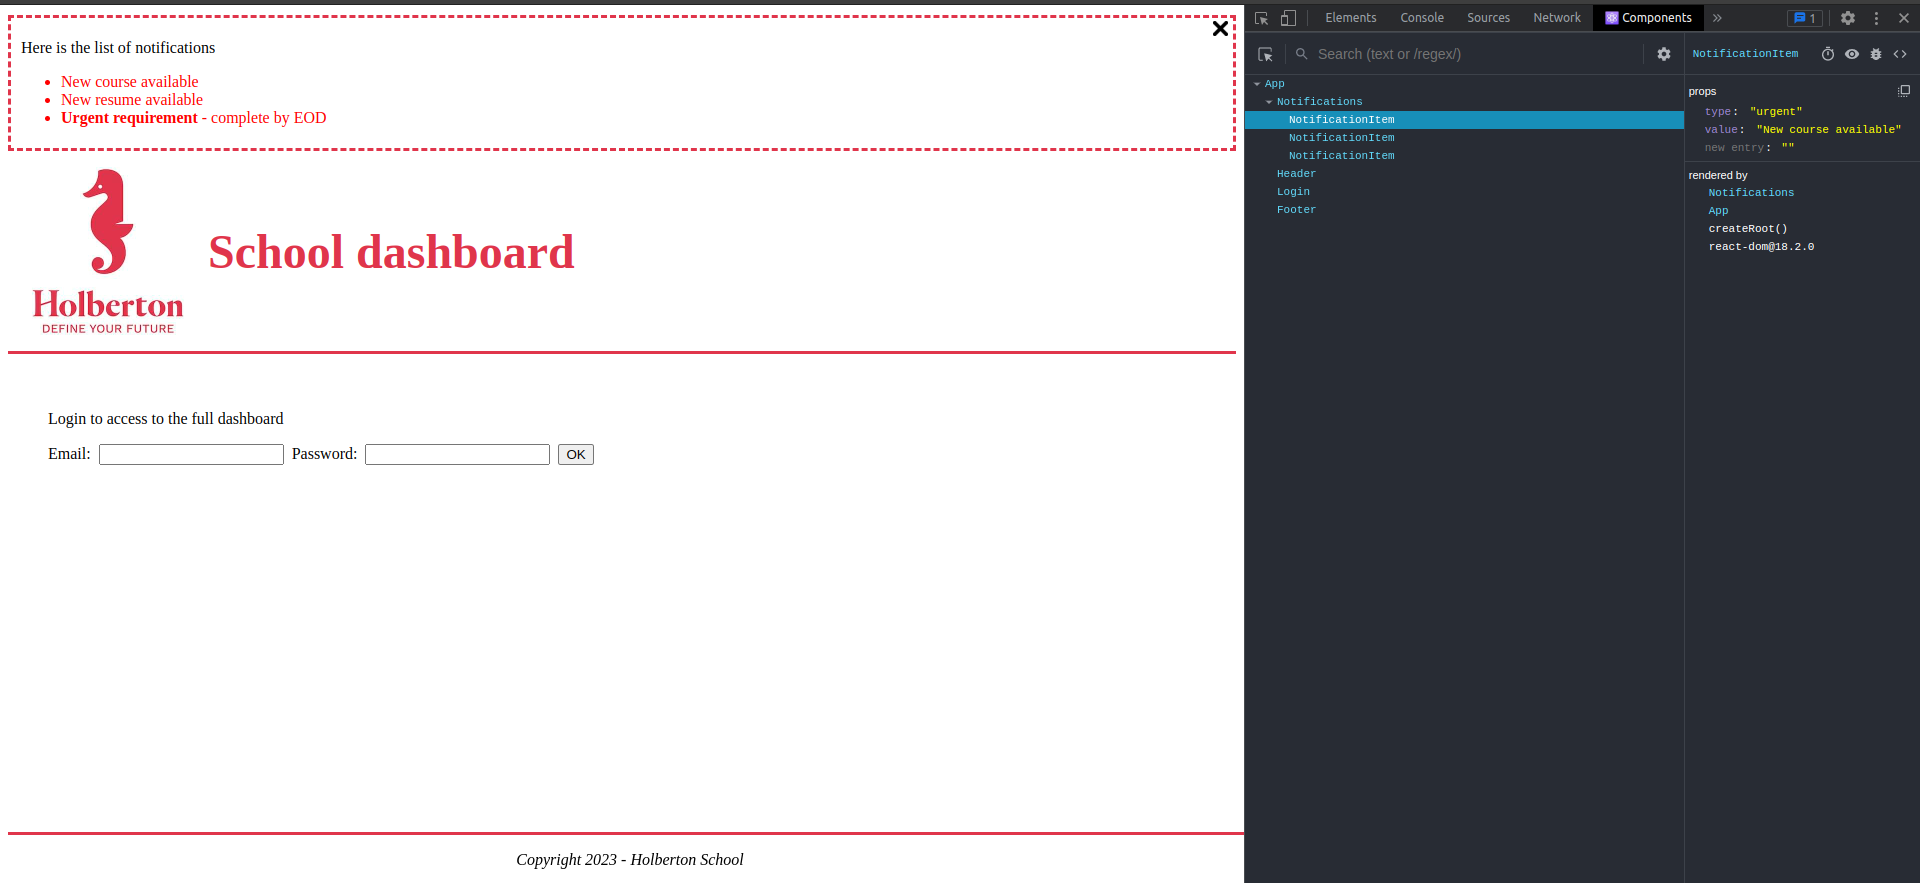 Here is the list of notifications
New course available
New resume available
Urgent requirement - complete by EOD
Holberton
DEFINE YOUR FUTURE
School dashboard
Login to access to the full dashboard
Email: Password: OK
Copyright 2023 - Holberton School
Elements Console Sources Network Components » 1
Search (text or /regex/)
App
Notifications
NotificationItem
NotificationItem
NotificationItem
Header
Login
Footer
NotificationItem
props
type: "urgent"
value: "New course available"
new entry: ""
rendered by
Notifications
App
createRoot()
react-dom@18.2.0